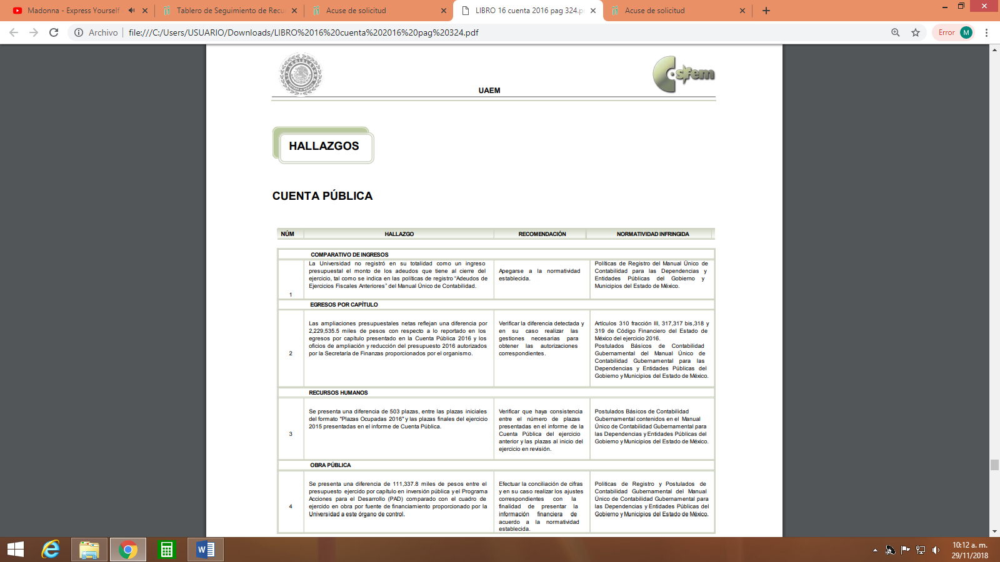 Madonna - Express Yourself
Tablero de Seguimiento de Recu
Acuse de solicitud
LIBRO 16 cuenta 2016 pag 324.p
Acuse de solicitud
Archivo
file:///C:/Users/USUARIO/Downloads/LIBRO%2016%20cuenta%202016%20pag%20324.pdf
Error M
osfem
UAEM
HALLAZGOS
CUENTA PÚBLICA
NÚM HALLAZGO RECOMENDACIÓN NORMATIVIDAD INFRINGIDA
COMPARATIVO DE INGRESOS
1
La Universidad no registró en su totalidad como un ingreso
presupuestal el monto de los adeudos que tiene al cierre del
ejercicio, tal como se indica en las políticas de registro “Adeudos de
Ejercicios Fiscales Anteriores” del Manual Único de Contabilidad.
Apegarse a la normatividad
establecida.
Políticas de Registro del Manual Único de
Contabilidad para las Dependencias y
Entidades Públicas del Gobierno y
Municipios del Estado de México.
EGRESOS POR CAPÍTULO
2
Las ampliaciones presupuestales netas reflejan una diferencia por
2,229,535.5 miles de pesos con respecto a lo reportado en los
egresos por capítulo presentado en la Cuenta Pública 2016 y los
oficios de ampliación y reducción del presupuesto 2016 autorizados
por la Secretaría de Finanzas proporcionados por el organismo.
Verificar la diferencia detectada y
en su caso realizar las
gestiones necesarias para
obtener las autorizaciones
correspondientes.
Artículos 310 fracción III, 317,317 bis,318 y
319 de Código Financiero del Estado de
México del ejercicio 2016.
Postulados Básicos de Contabilidad
Gubernamental del Manual Único de
Contabilidad Gubernamental para las
Dependencias y Entidades Públicas del
Gobierno y Municipios del Estado de México.
RECURSOS HUMANOS
3
Se presenta una diferencia de 503 plazas, entre las plazas iniciales
del formato "Plazas Ocupadas 2016" y las plazas finales del ejercicio
2015 presentadas en el informe de Cuenta Pública.
Verificar que haya consistencia
entre el número de plazas
presentadas en el informe de la
Cuenta Pública del ejercicio
anterior y las plazas al inicio del
ejercicio en revisión.
Postulados Básicos de Contabilidad
Gubernamental contenidos en el Manual
Único de Contabilidad Gubernamental para
las Dependencias y Entidades Públicas del
Gobierno y Municipios del Estado de México.
OBRA PÚBLICA
4
Se presenta una diferencia de 111,337.8 miles de pesos entre el
presupuesto ejercido por capítulo en inversión pública y el Programa
Acciones para el Desarrollo (PAD) comparado con el cuadro de
ejercido en obra por fuente de financiamiento proporcionado por la
Universidad a este órgano de control.
Efectuar la conciliación de cifras
y en su caso realizar los ajustes
correspondientes con la
finalidad de presentar la
información financiera de
acuerdo a la normatividad
establecida.
Políticas de Registro y Postulados de
Contabilidad Gubernamental del Manual
Único de Contabilidad Gubernamental para
las Dependencias y Entidades Públicas del
Gobierno y Municipios del Estado de México.
10:12 a. m.
29/11/2018